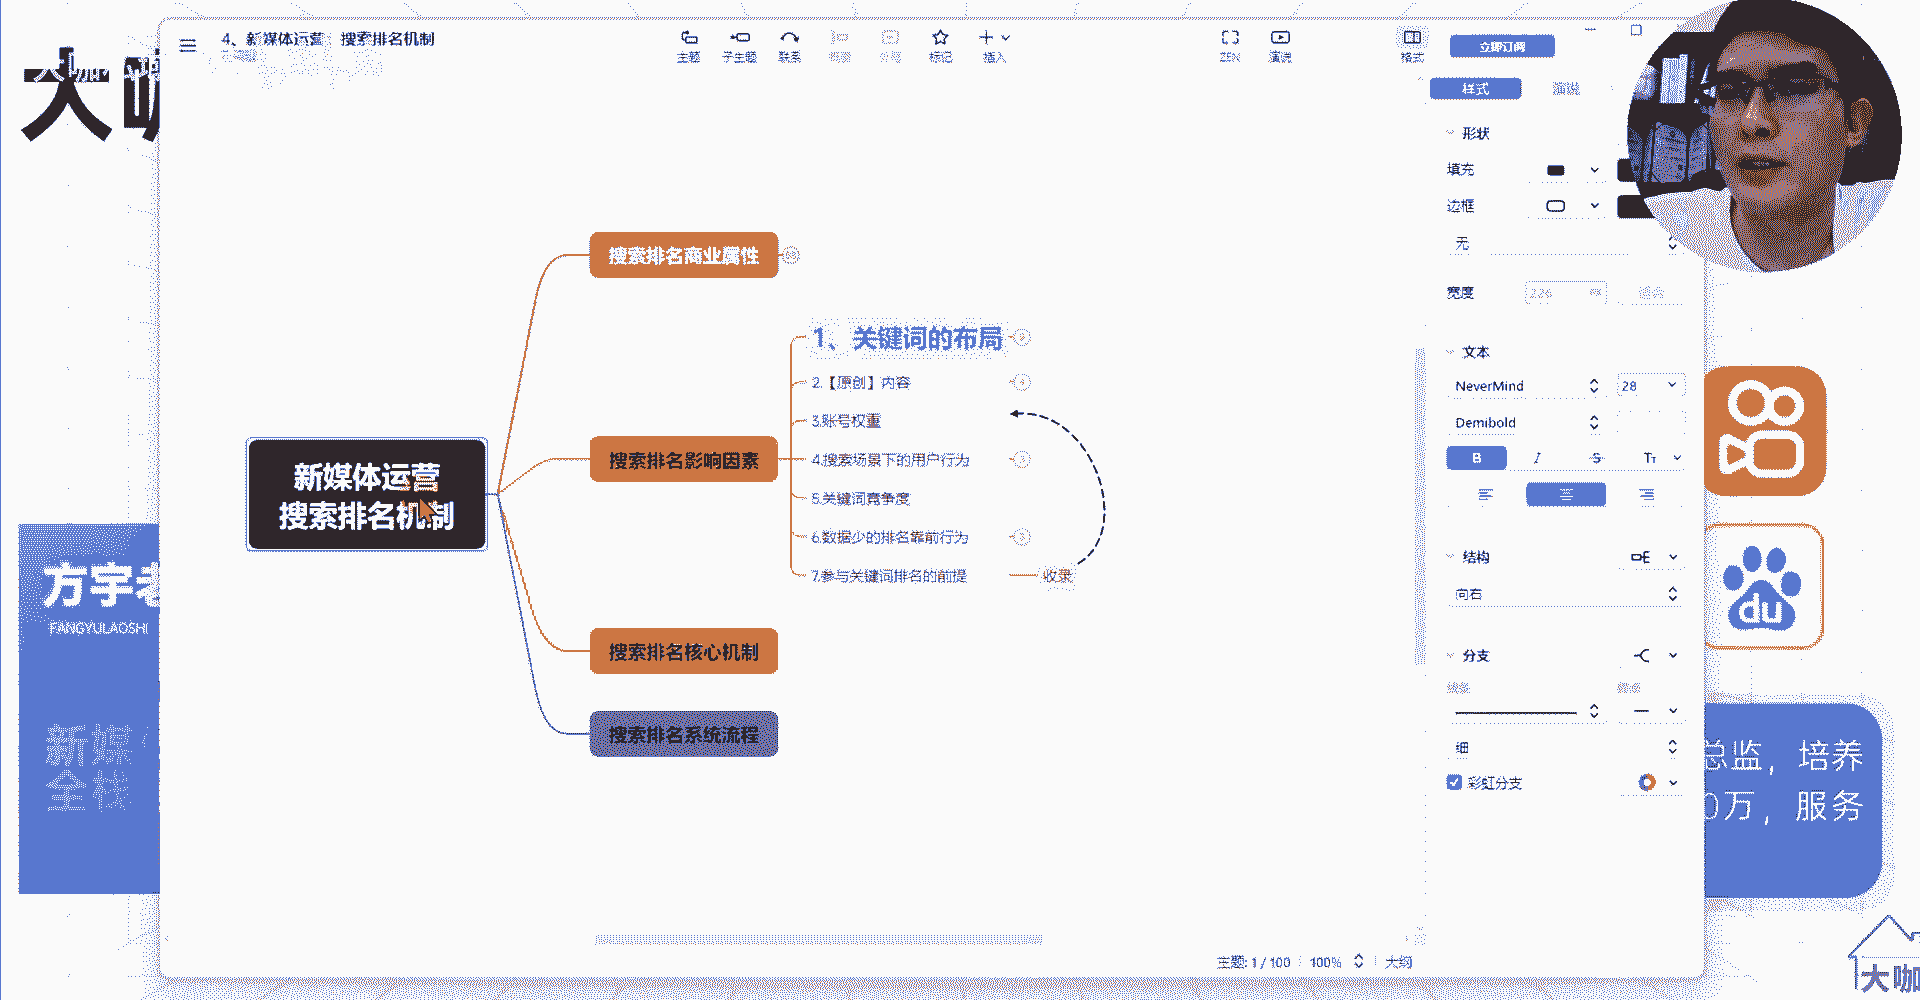 4、新媒体运营：搜索排名机制
主题
子主题
联系
标记
插入
ZEN
演说
格式
立即订阅
大咖
样式
演说
形状
填充
边框
无
宽度
226
文本
NeverMind
28
Demibold
B I S Tт
结构
向右
分支
细
彩虹分支
新媒体运营
搜索排名机制
搜索排名商业属性
搜索排名影响因素
1、关键词的布局
2.【原创】内容
3.账号权重
4.搜索场景下的用户行为
5.关键词竞争度
6.数据少的排名靠前行为
7.参与关键词排名的前提
收录
搜索排名核心机制
搜索排名系统流程
方宇老
FANGYULAOSHI
新媒
全栈
du
总监，培养
0万，服务
主题: 1 / 100
100%
大纲
大咖